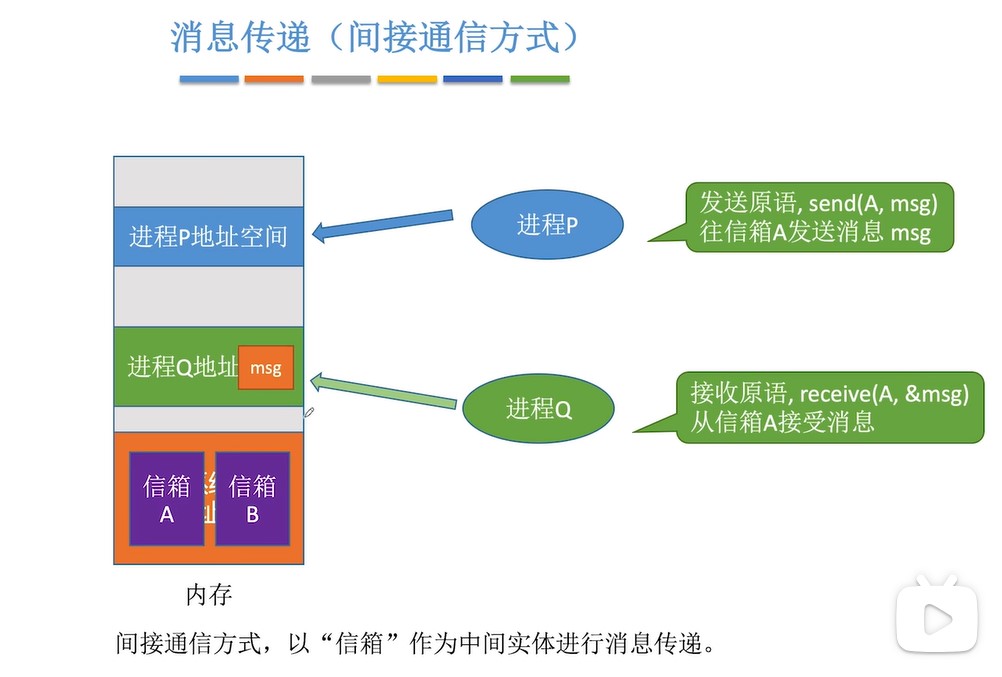 消息传递（间接通信方式）
进程P地址空间
进程P
发送原语, send(A, msg)
往信箱A发送消息 msg
进程Q地址
msg
进程Q
接收原语, receive(A, &msg)
从信箱A接受消息
信箱
A
信箱
B
内存
间接通信方式，以“信箱”作为中间实体进行消息传递。